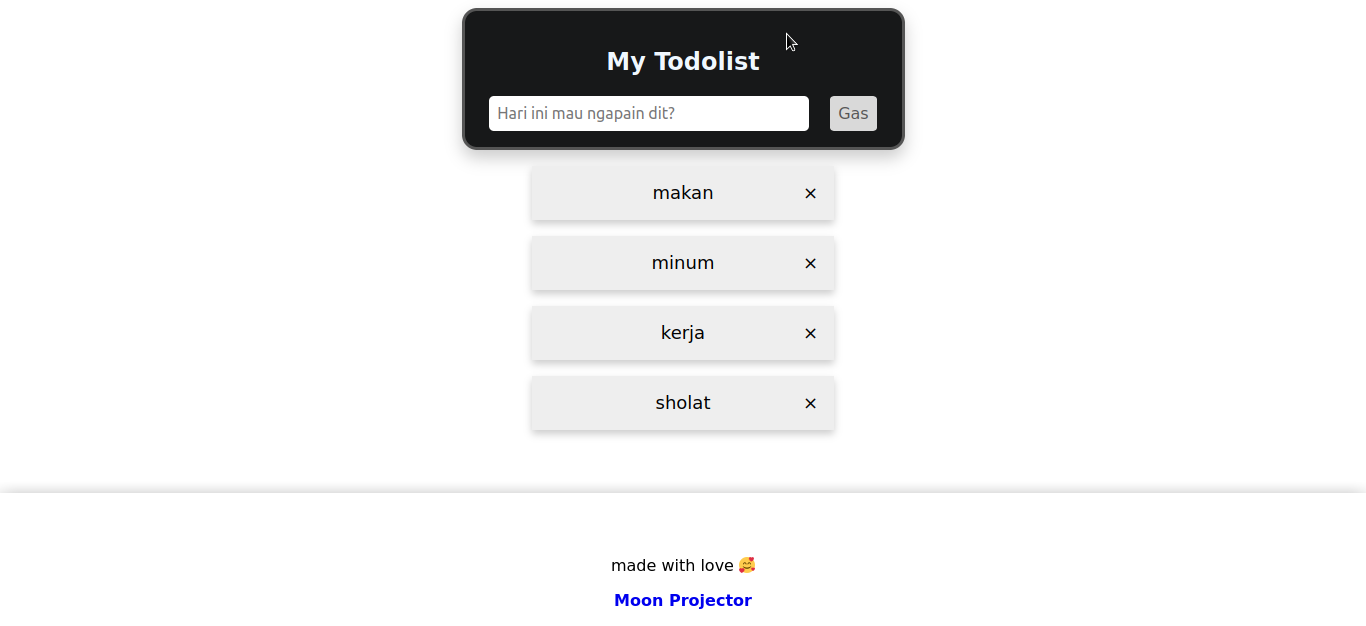 My Todolist
Hari ini mau ngapain dit? Gas
makan ×
minum ×
kerja ×
sholat ×
made with love 🥰
Moon Projector